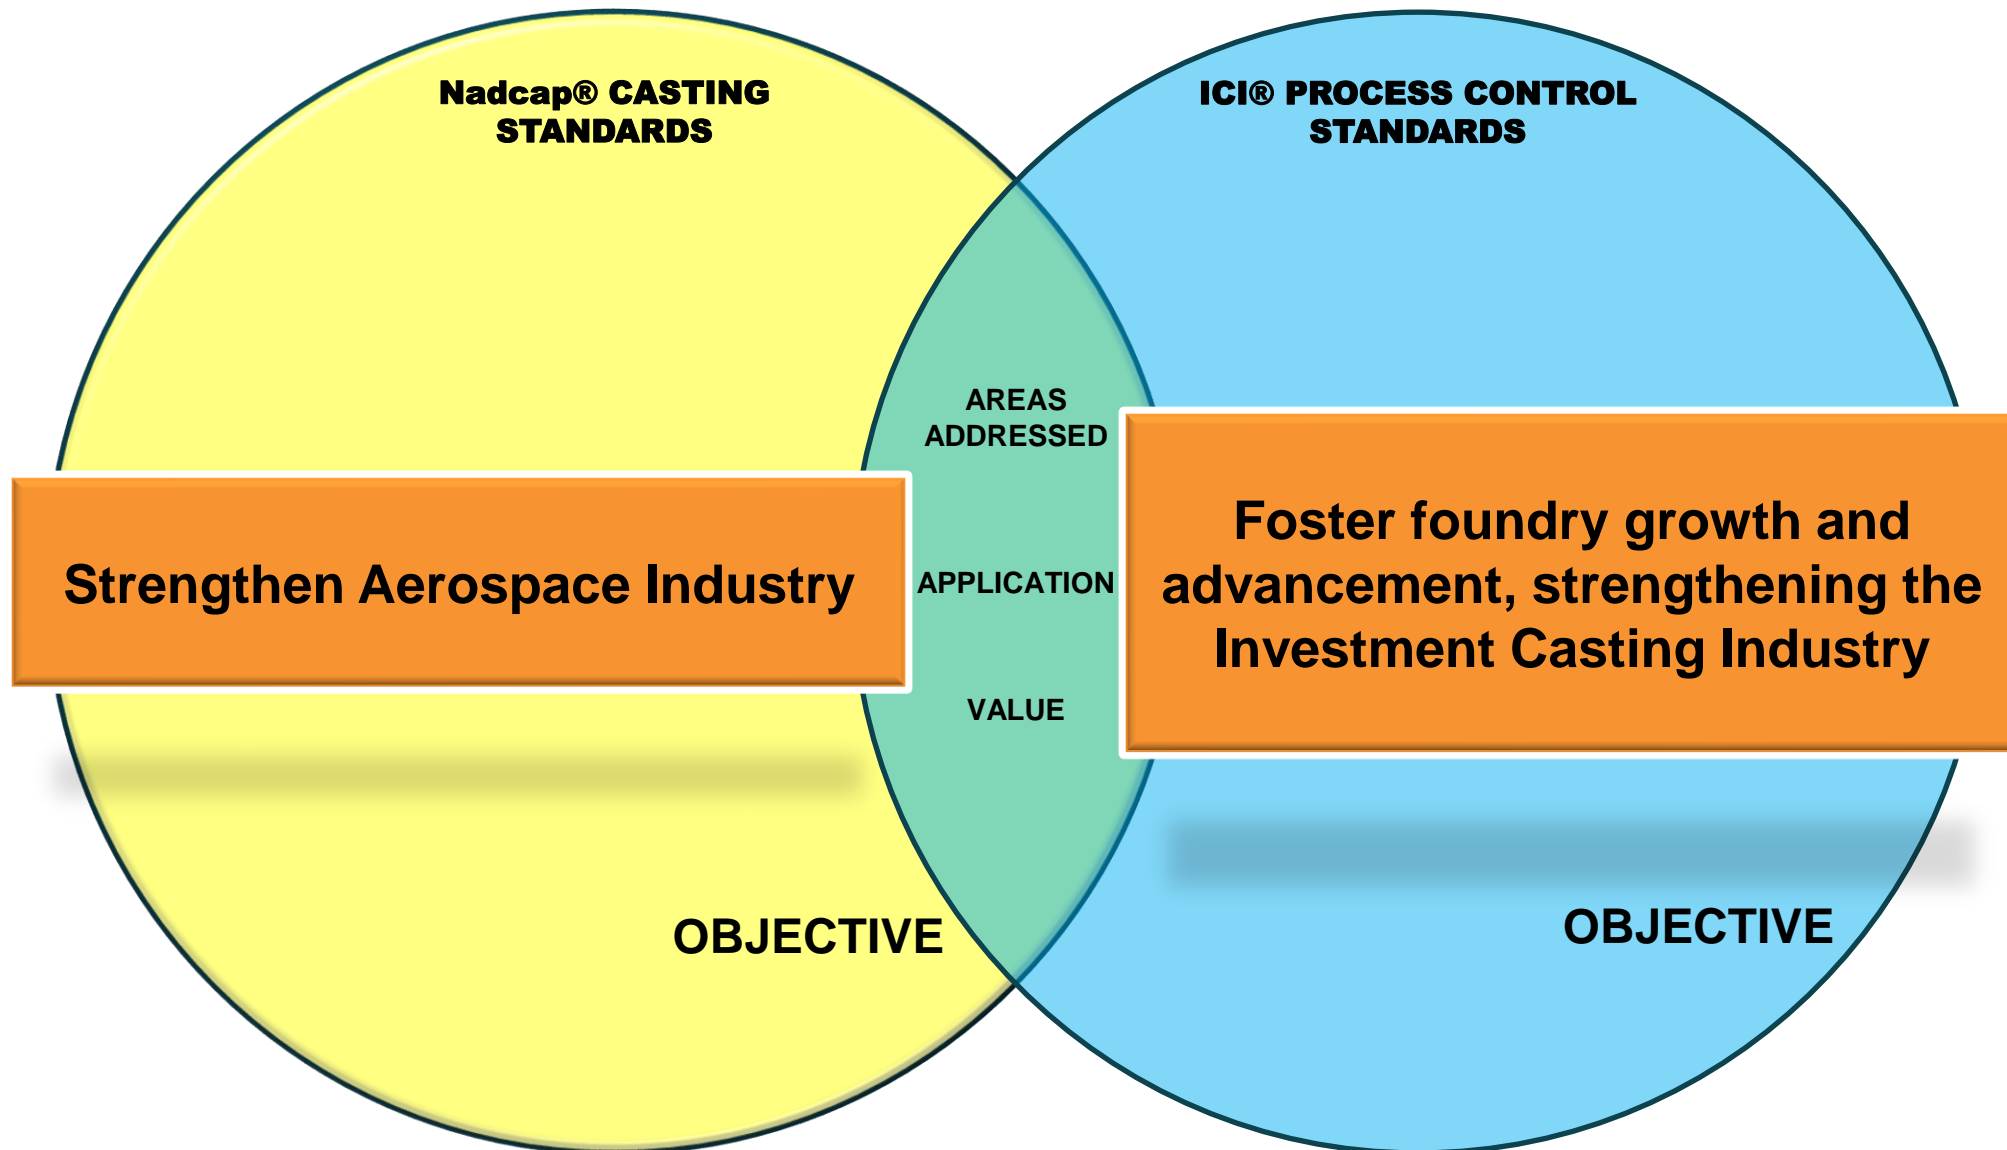 Nadcap® CASTING
STANDARDS
ICI® PROCESS CONTROL
STANDARDS
AREAS
ADDRESSED
Strengthen Aerospace Industry
APPLICATION
VALUE
Foster foundry growth and
advancement, strengthening the
Investment Casting Industry
OBJECTIVE
OBJECTIVE